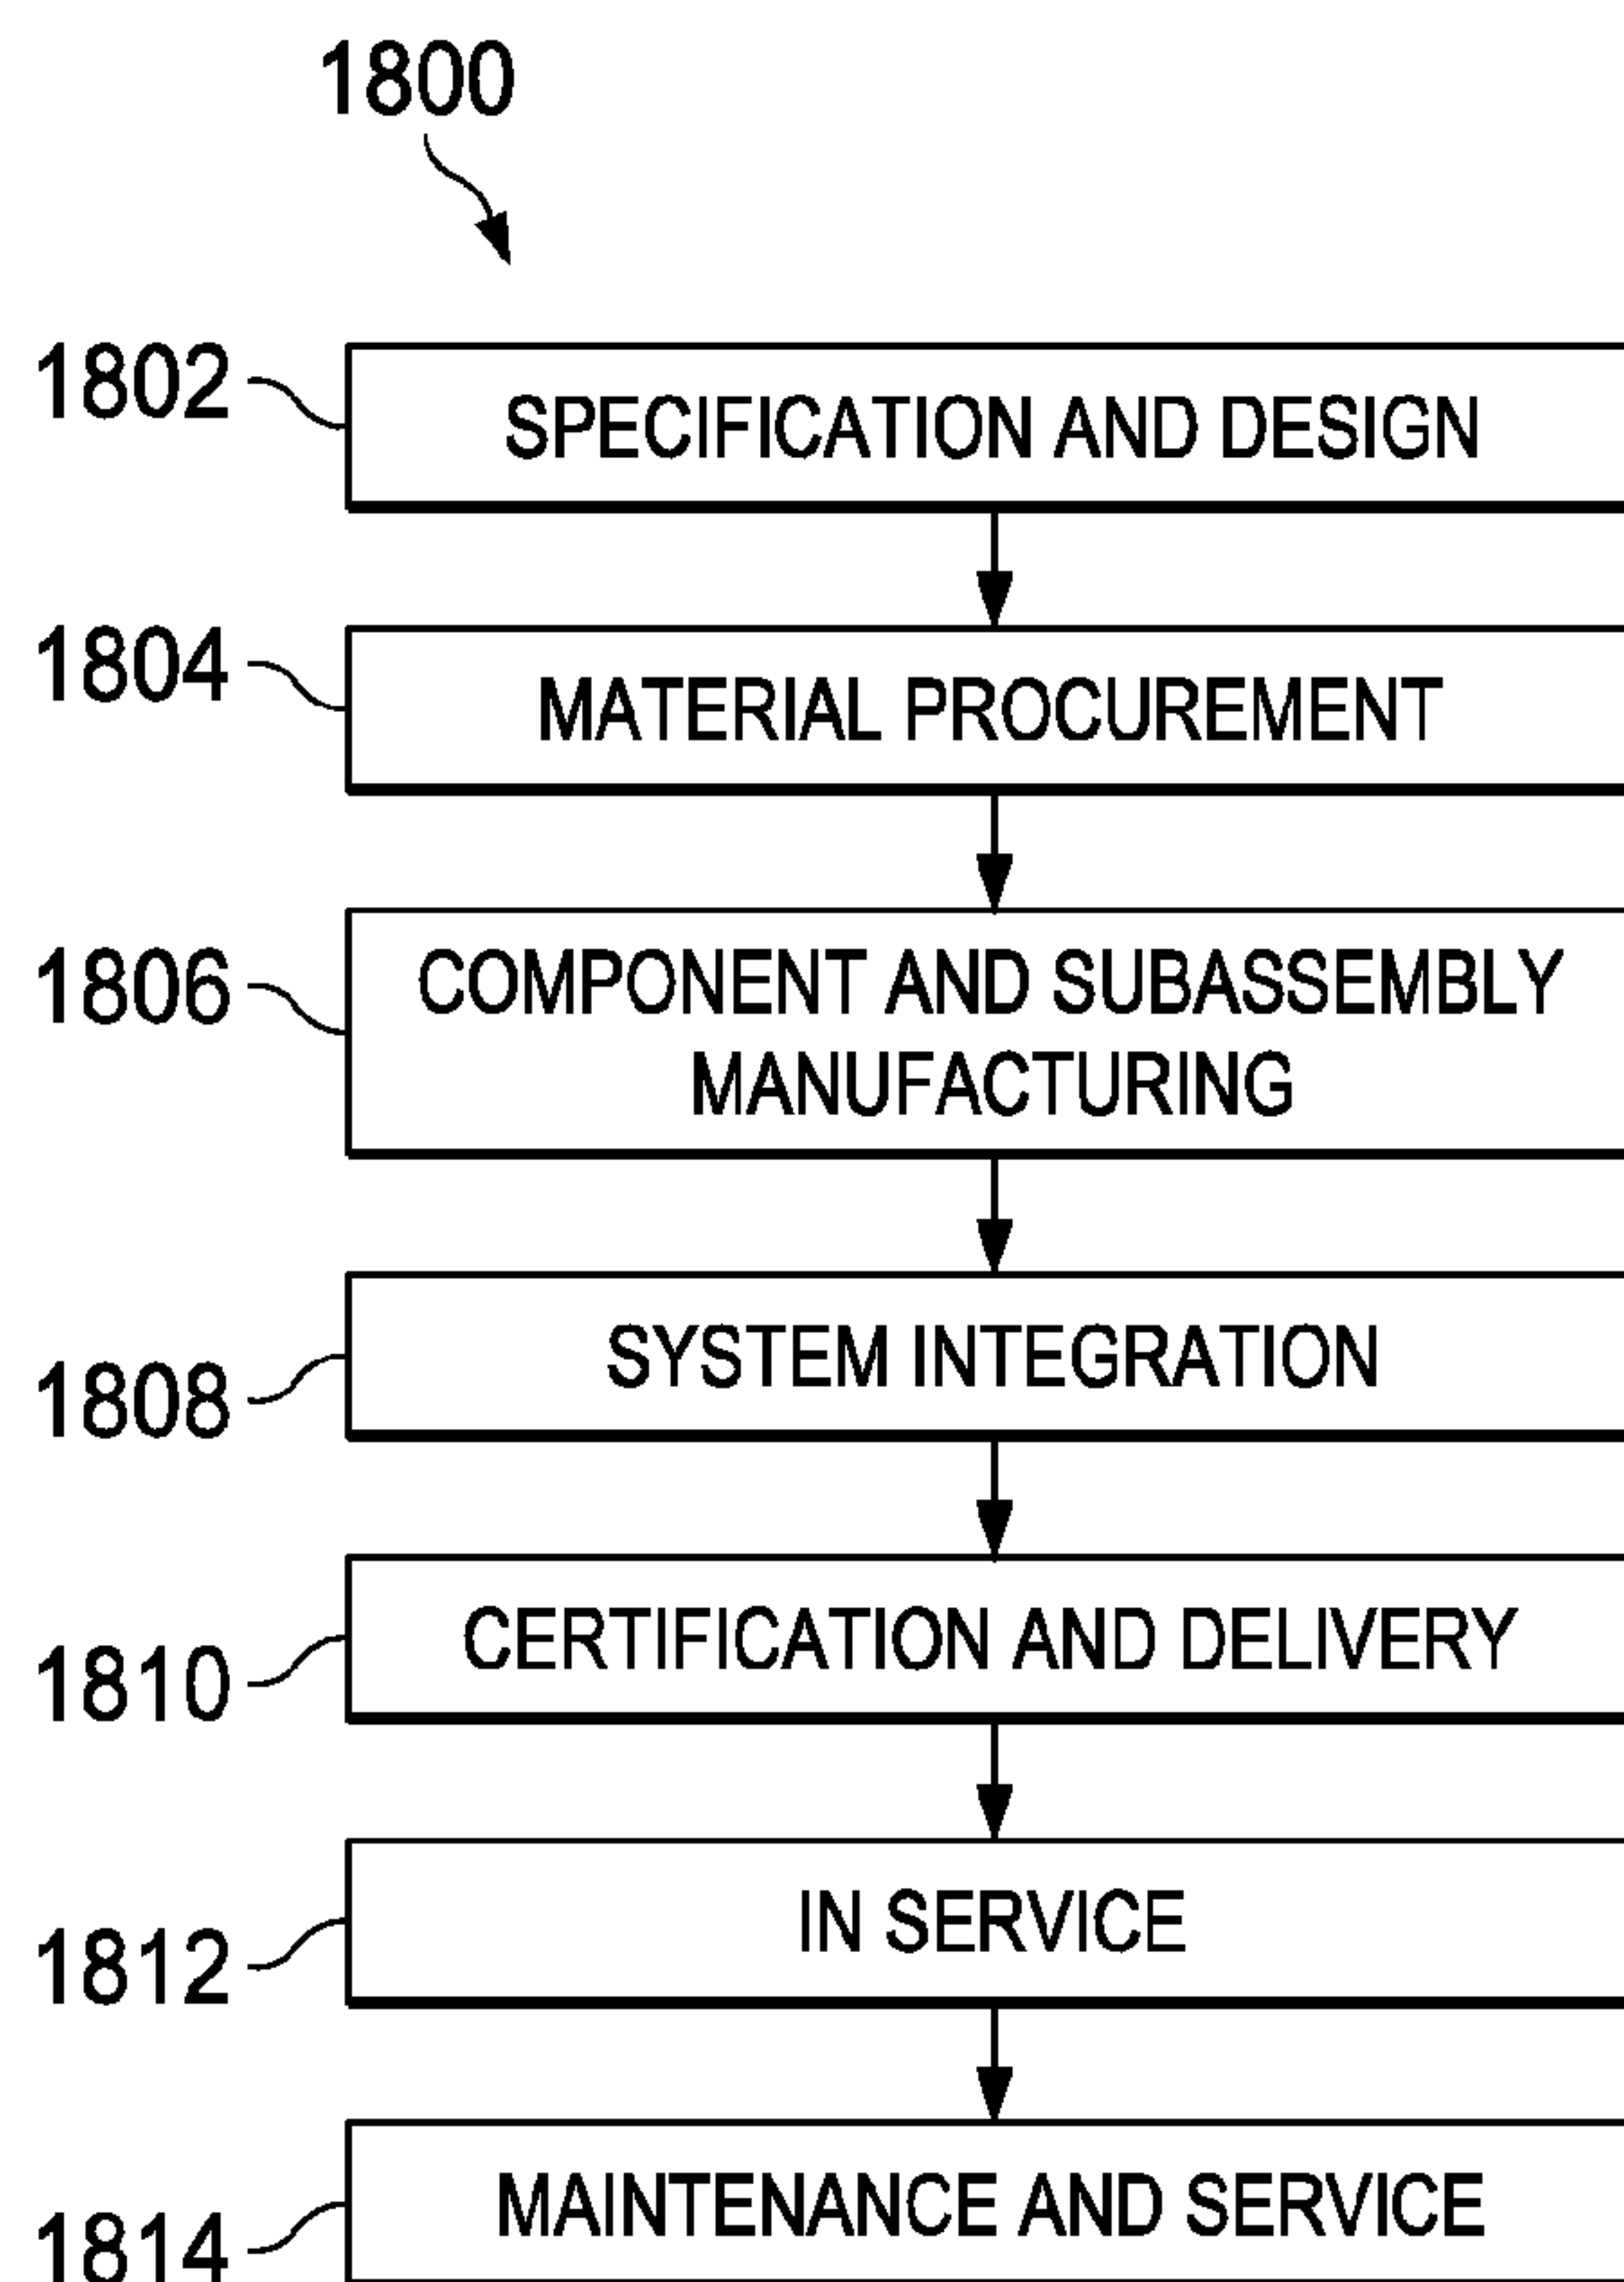 1800
1802
SPECIFICATION AND DESIGN
1804
MATERIAL PROCUREMENT
1806
COMPONENT AND SUBASSEMBLY
MANUFACTURING
1808
SYSTEM INTEGRATION
1810
CERTIFICATION AND DELIVERY
1812
IN SERVICE
1814
MAINTENANCE AND SERVICE